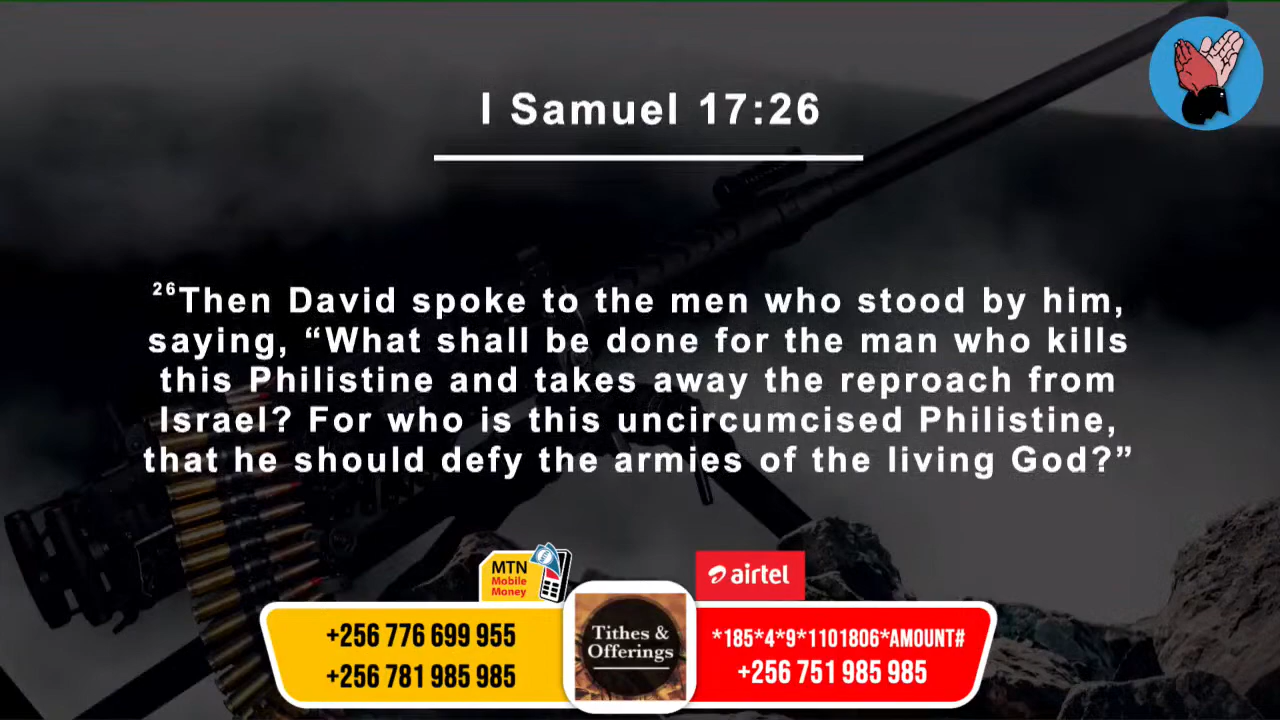 I Samuel 17:26
26Then David spoke to the men who stood by him,
saying, “What shall be done for the man who kills
this Philistine and takes away the reproach from
Israel? For who is this uncircumcised Philistine,
that he should defy the armies of the living God?”
MTN
Mobile
Money
airtel
+256 776 699 955
+256 781 985 985
Tithes &
Offerings
*185*4*9*1101806*AMOUNT#
+256 751 985 985